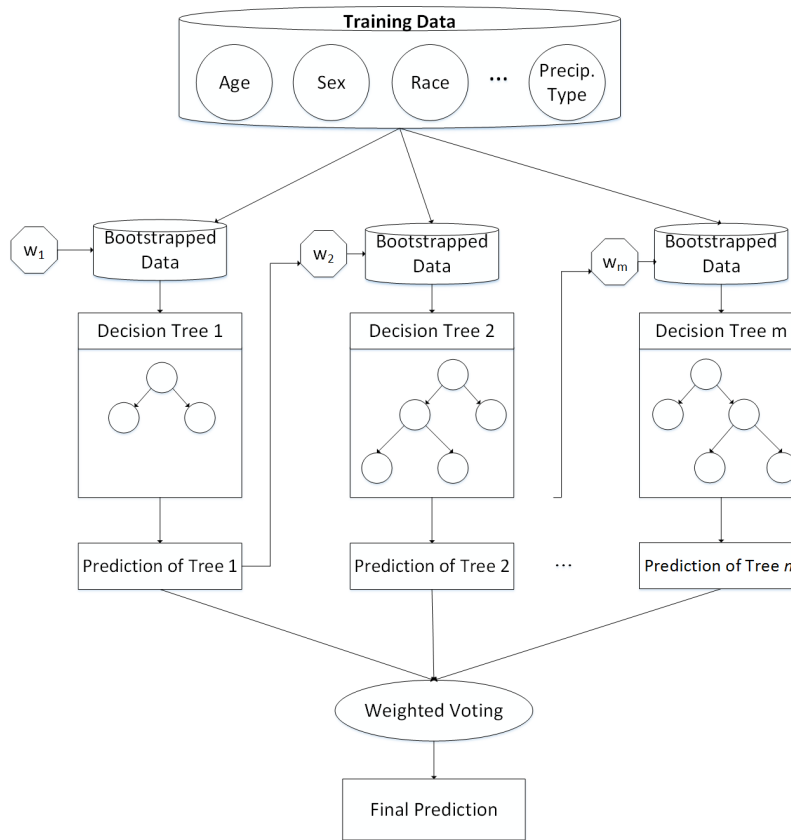 Training Data
Age
Sex
Race
...
Precip.
Type
w1
Bootstrapped
Data
w2
Bootstrapped
Data
wm
Bootstrapped
Data
Decision Tree 1
Decision Tree 2
Decision Tree m
Prediction of Tree 1
Prediction of Tree 2
...
Prediction of Tree
Weighted Voting
Final Prediction